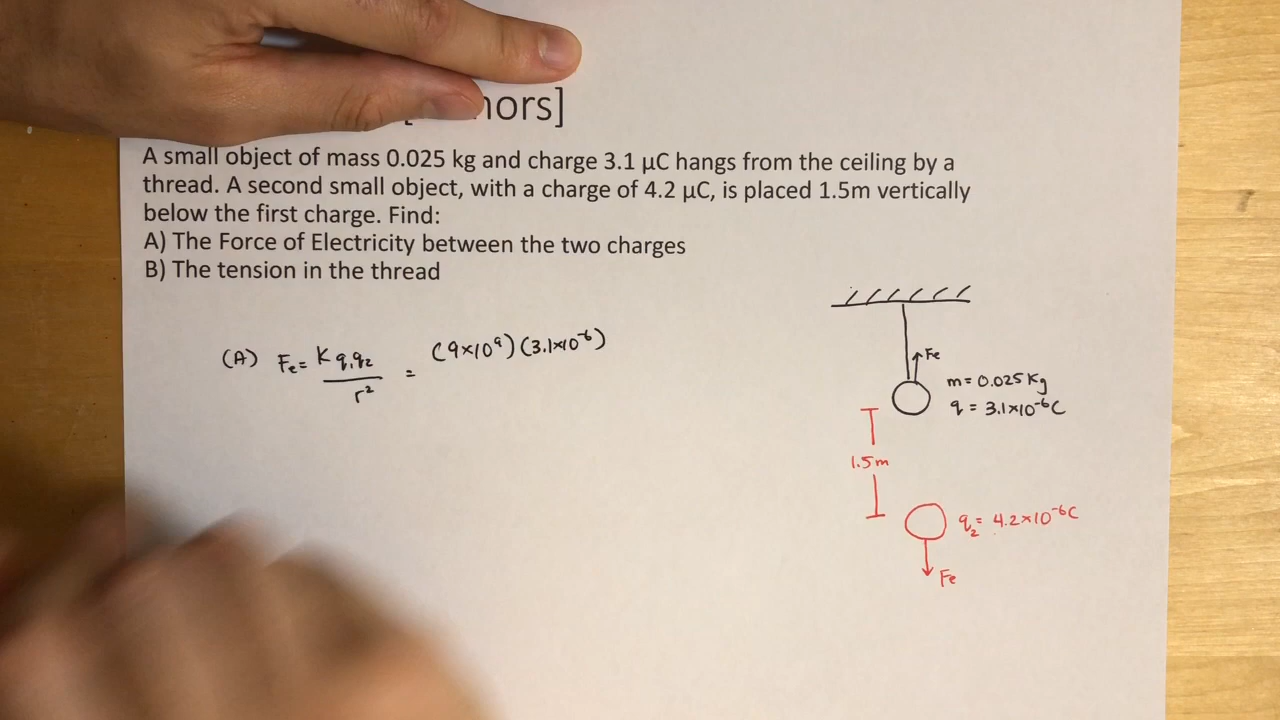 A small object of mass 0.025 kg and charge 3.1 μC hangs from the ceiling by a
thread. A second small object, with a charge of 4.2 μC, is placed 1.5m vertically
below the first charge. Find:
A) The Force of Electricity between the two charges
B) The tension in the thread
(A) Fe = K q1q2 / r² = (9×10⁹)(3.1×10⁻⁶)
Fe
m = 0.025 Kg
q = 3.1×10⁻⁶C
1.5m
q2 = 4.2×10⁻⁶C
Fe